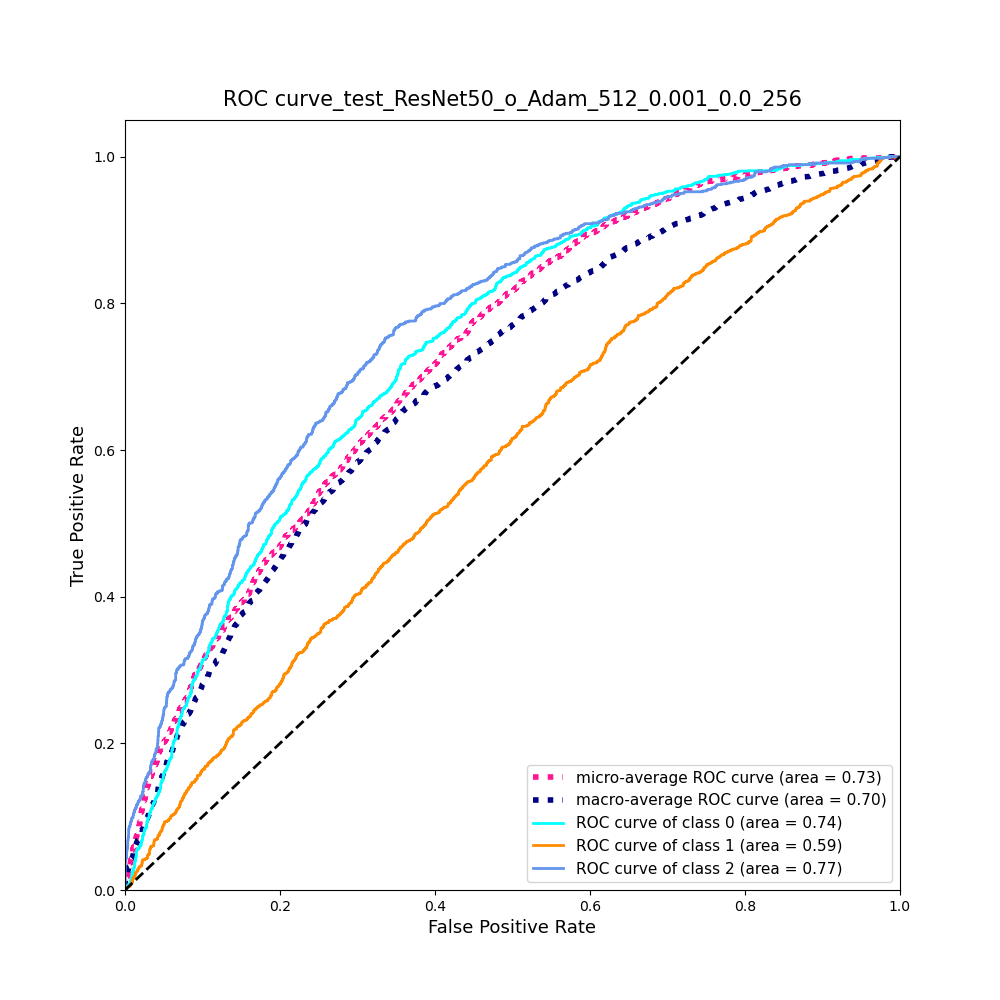 ROC curve_test_ResNet50_o_Adam_512_0.001_0.0_256
1.0
0.8
0.6
0.4
0.2
0.0
True Positive Rate
micro-average ROC curve (area = 0.73)
macro-average ROC curve (area = 0.70)
ROC curve of class 0 (area = 0.74)
ROC curve of class 1 (area = 0.59)
ROC curve of class 2 (area = 0.77)
0.0 0.2 0.4 0.6 0.8 1.0
False Positive Rate